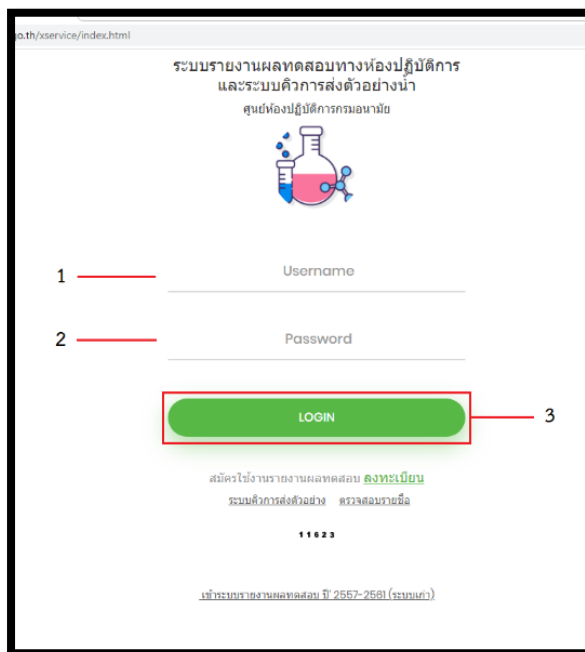 go.th/xservice/index.html
ระบบรายงานผลทดสอบทางห้องปฏิบัติการ
และระบบคิวการส่งตัวอย่างน้ำ
ศูนย์ห้องปฏิบัติการกรมอนามัย
1
Username
2
Password
LOGIN
3
สมัครใช้งานรายงานผลทดสอบ ลงทะเบียน
ระบบคิวการส่งตัวอย่าง ตรวจสอบรายชื่อ
11623
เข้าระบบรายงานผลทดสอบ ปี 2557-2561 (ระบบเก่า)